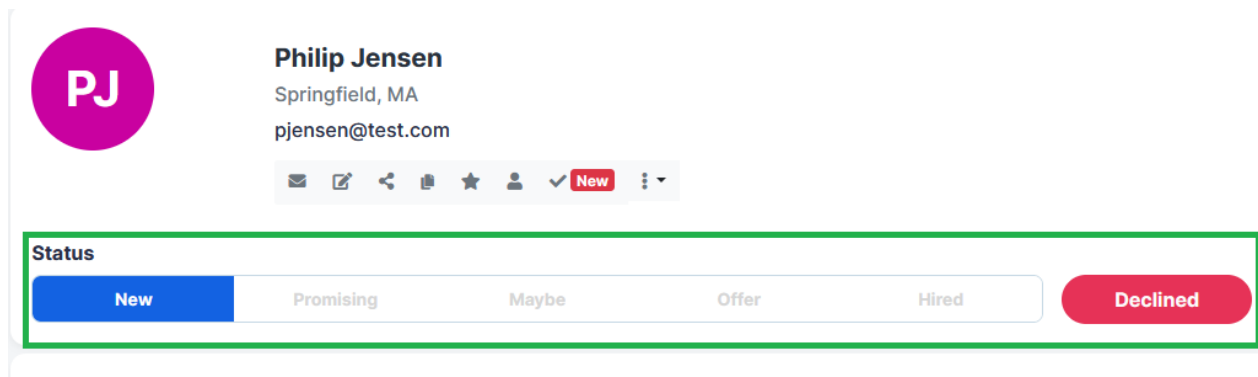 PJ
Philip Jensen
Springfield, MA
pjensen@test.com
New
Status
New Promising Maybe Offer Hired Declined